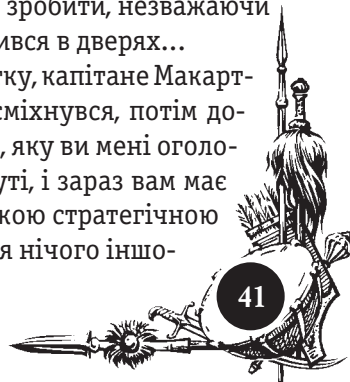 зробити, незважаючи
ився в дверях...
тку, капітане Макарт-
сміхнувся, потім до-
, яку ви мені оголо-
уті, і зараз вам має
кою стратегічною
я нічого іншо-
41